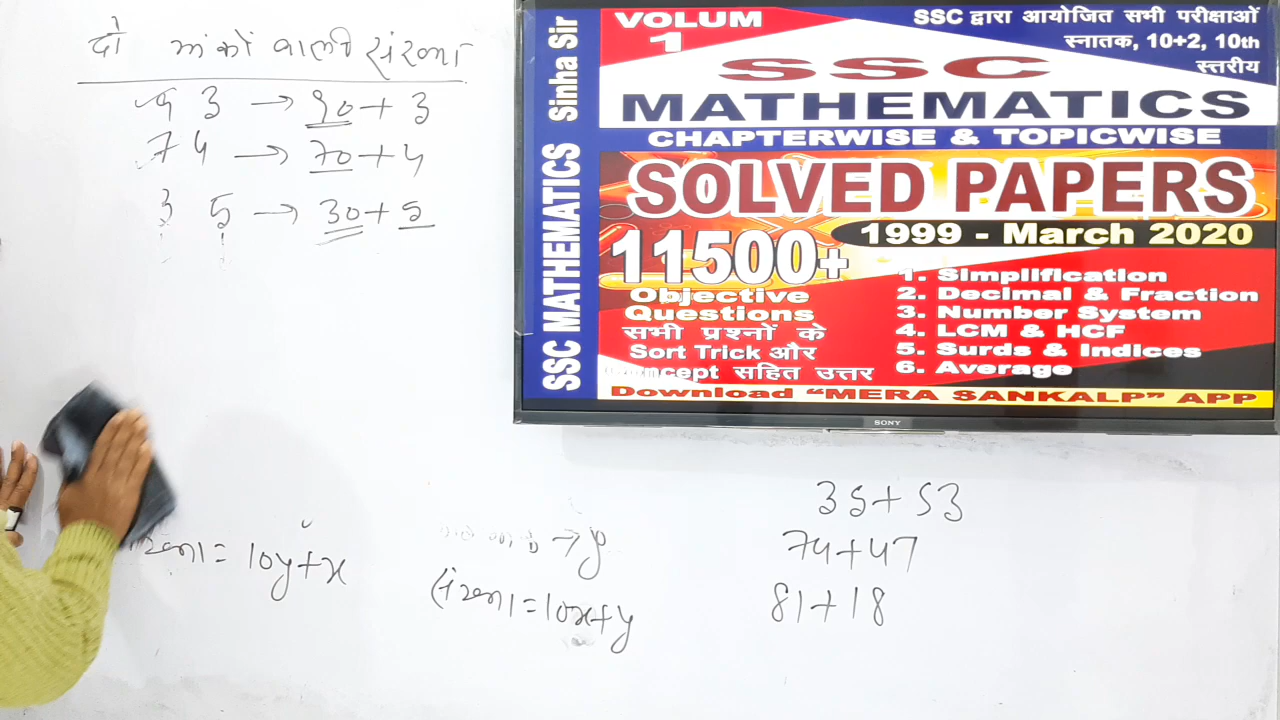 दो अंकों वाली संख्या
93 → 90 + 3
74 → 70 + 4
35 → 30 + 5
= 10y + x
→ y
संख्या = 10x + y
35 + 53
74 + 47
81 + 18
SSC MATHEMATICS Sinha Sir
VOLUM
1
SSC द्वारा आयोजित सभी परीक्षाओं
स्नातक, 10+2, 10th
स्तरीय
SSC
MATHEMATICS
CHAPTERWISE & TOPICWISE
SOLVED PAPERS
1999 - March 2020
11500+
Objective
Questions
सभी प्रश्नों के
Sort Trick और
Concept सहित उत्तर
1. Simplification
2. Decimal & Fraction
3. Number System
4. LCM & HCF
5. Surds & Indices
6. Average
Download “MERA SANKALP” APP
SONY